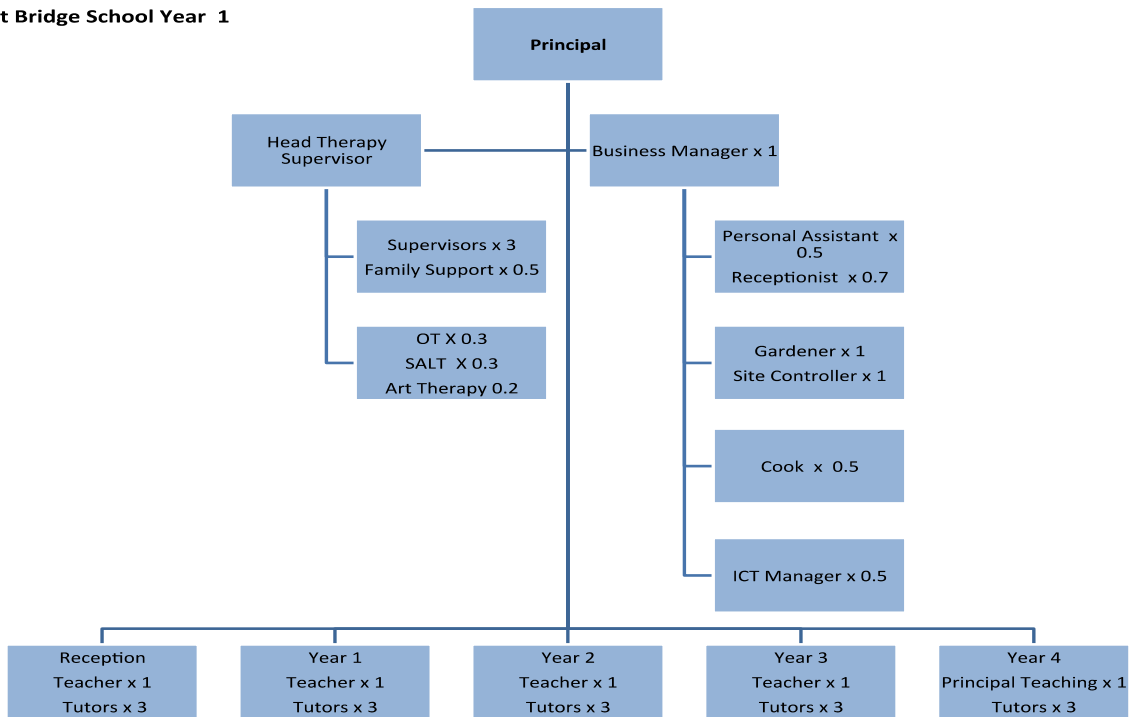 t Bridge School Year 1
Principal
Head Therapy
Supervisor
Business Manager x 1
Supervisors x 3
Family Support x 0.5
Personal Assistant x
0.5
Receptionist x 0.7
OT X 0.3
SALT X 0.3
Art Therapy 0.2
Gardener x 1
Site Controller x 1
Cook x 0.5
ICT Manager x 0.5
Reception
Teacher x 1
Tutors x 3
Year 1
Teacher x 1
Tutors x 3
Year 2
Teacher x 1
Tutors x 3
Year 3
Teacher x 1
Tutors x 3
Year 4
Principal Teaching x 1
Tutors x 3